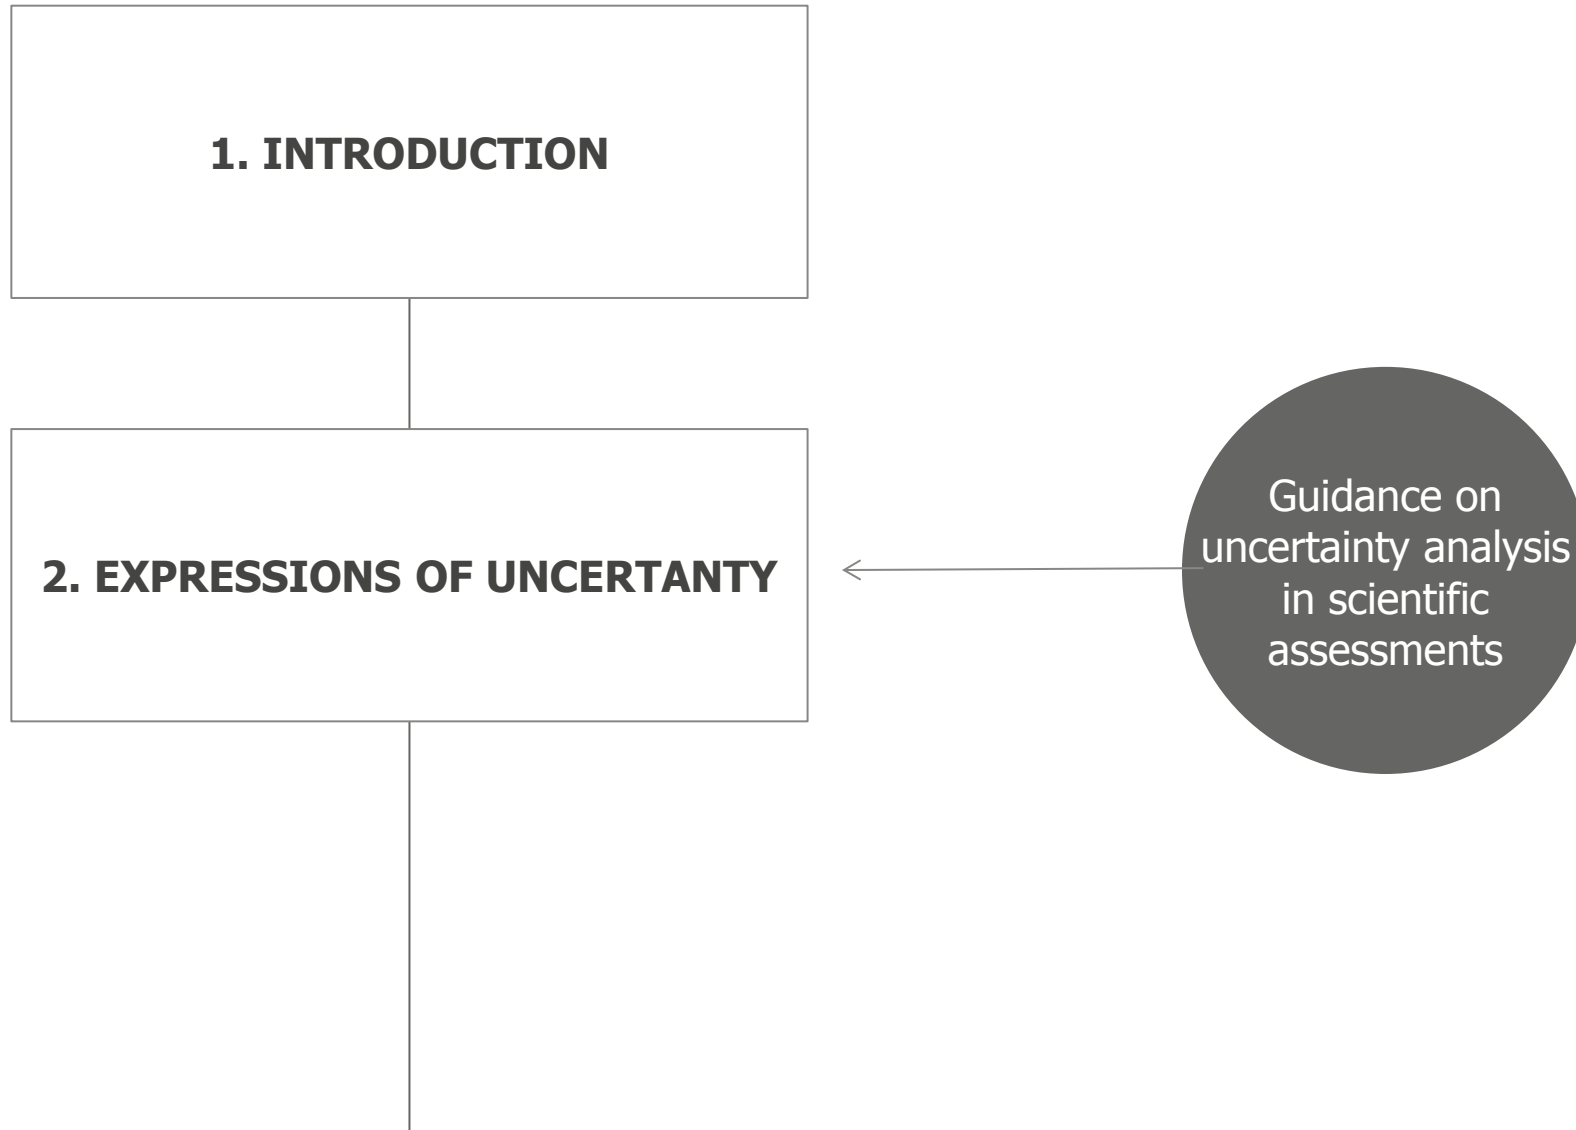 1. INTRODUCTION
2. EXPRESSIONS OF UNCERTANTY
Guidance on
uncertainty analysis
in scientific
assessments